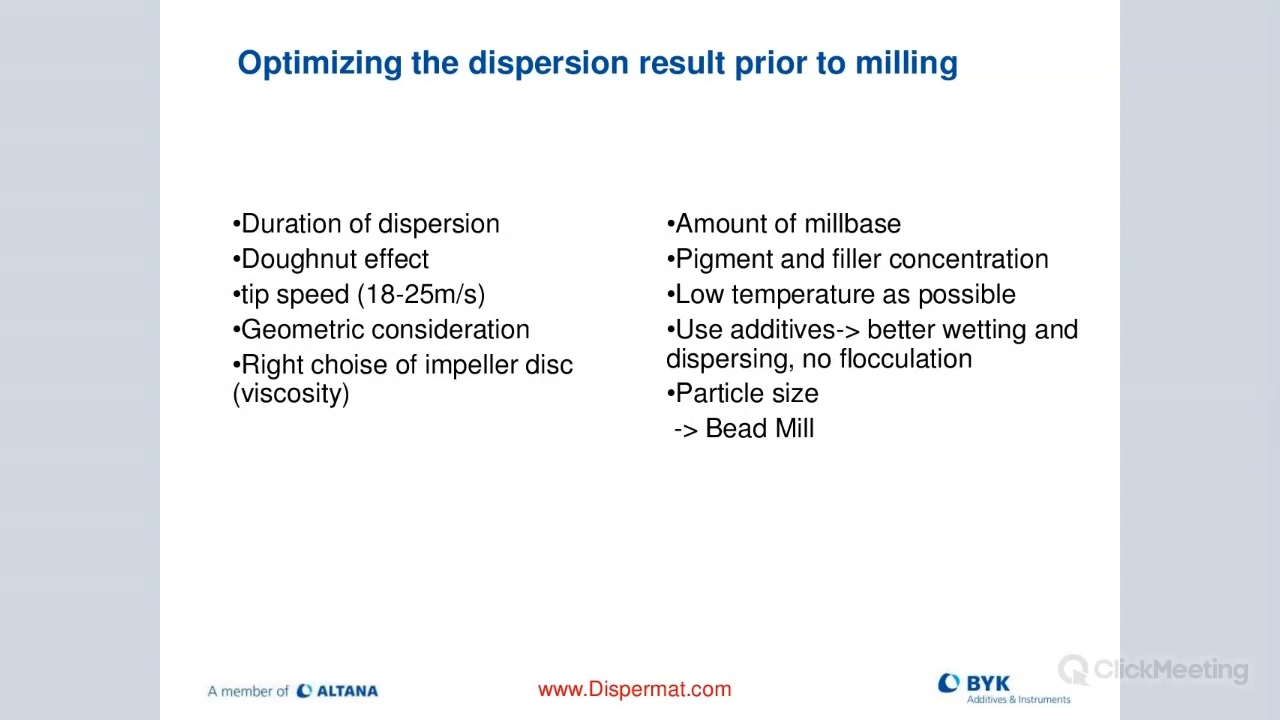 Optimizing the dispersion result prior to milling
•Duration of dispersion
•Doughnut effect
•tip speed (18-25m/s)
•Geometric consideration
•Right choise of impeller disc
(viscosity)
•Amount of millbase
•Pigment and filler concentration
•Low temperature as possible
•Use additives-> better wetting and
dispersing, no flocculation
•Particle size
-> Bead Mill
A member of ALTANA
www.Dispermat.com
BYK
Additives & Instruments
ClickMeeting